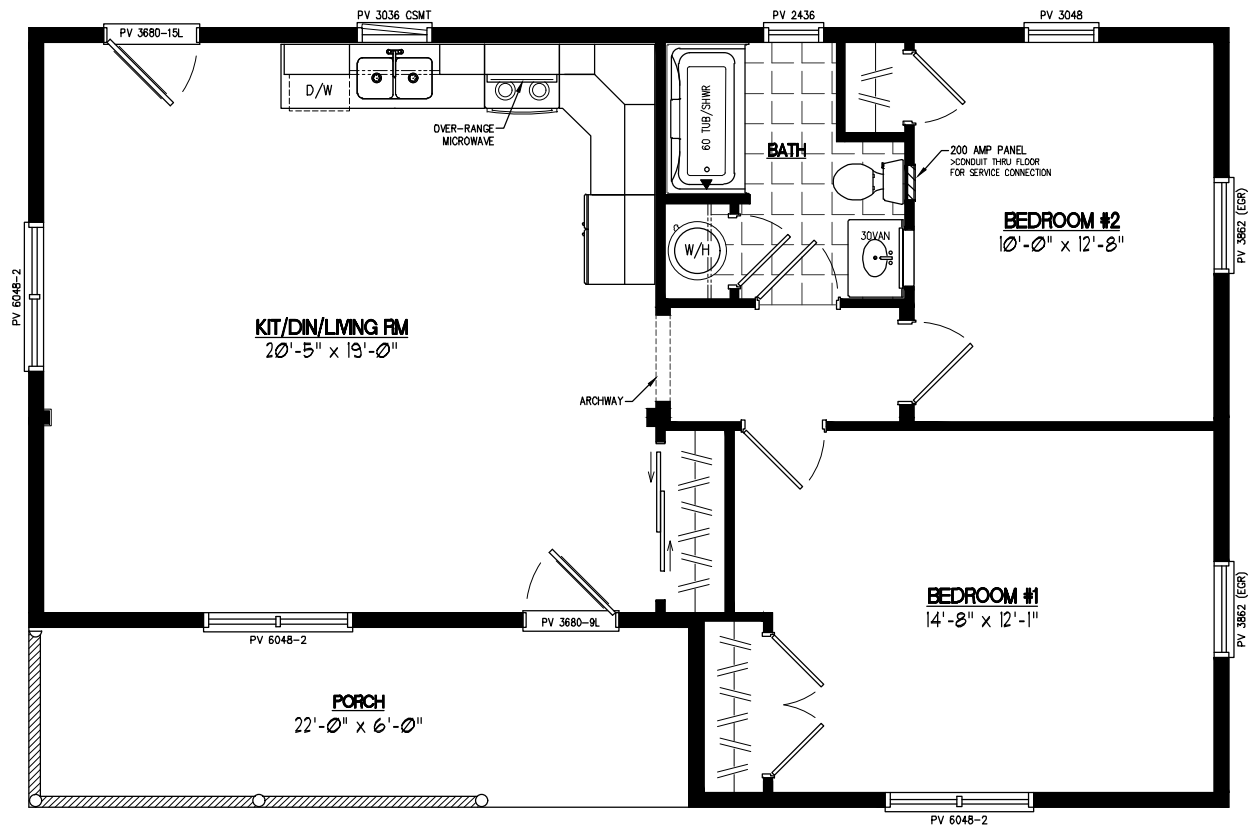 PV 3680-15L
PV 3036 CSMT
PV 2436
PV 3048
D/W
OVER-RANGE
MICROWAVE
60 TUB/SHWR
BATH
200 AMP PANEL
>CONDUIT THRU FLOOR
FOR SERVICE CONNECTION
BEDROOM #2
10'-0" x 12'-8"
PV 3862 (EGR)
30VAN
W/H
PV 6048-2
KIT/DIN/LIVING RM
20'-5" x 19'-0"
ARCHWAY
BEDROOM #1
14'-8" x 12'-1"
PV 3862 (EGR)
PV 3680-9L
PV 6048-2
PORCH
22'-0" x 6'-0"
PV 6048-2